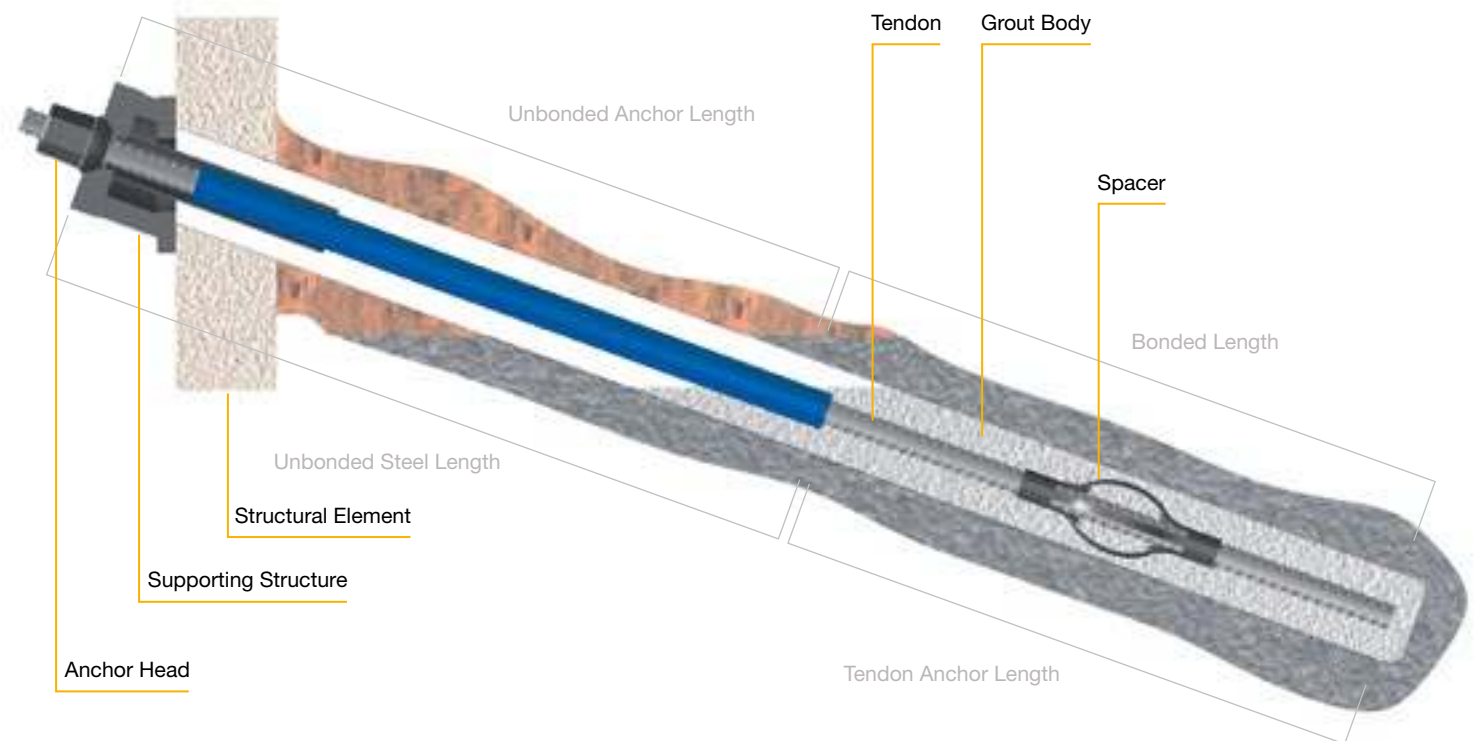 Tendon
Grout Body
Unbonded Anchor Length
Spacer
Bonded Length
Unbonded Steel Length
Structural Element
Supporting Structure
Anchor Head
Tendon Anchor Length